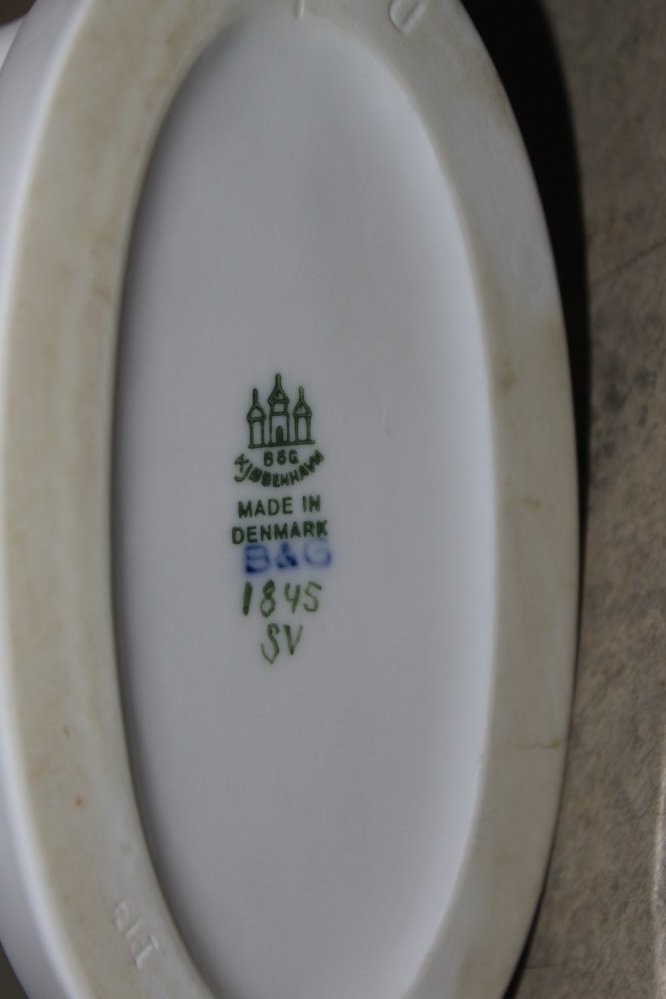 B&G
KJØBENHAVN
MADE IN
DENMARK
B&G
1845
SV